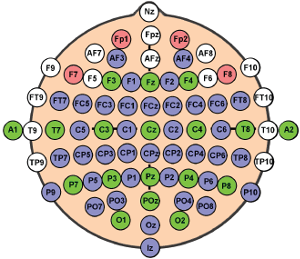 Nz
Fp1 Fpz Fp2
AF7 AF3 AFz AF4 AF8
F9 F7 F5 F3 F1 Fz F2 F4 F6 F8 F10
FT9 FT7 FC5 FC3 FC1 FCz FC2 FC4 FC6 FT8 FT10
A1 T9 T7 C5 C3 C1 Cz C2 C4 C6 T8 T10 A2
TP9 TP7 CP5 CP3 CP1 CPz CP2 CP4 CP6 TP8 TP10
P9 P7 P5 P3 P1 Pz P2 P4 P6 P8 P10
PO7 PO3 POz PO4 PO8
O1 Oz O2
Iz